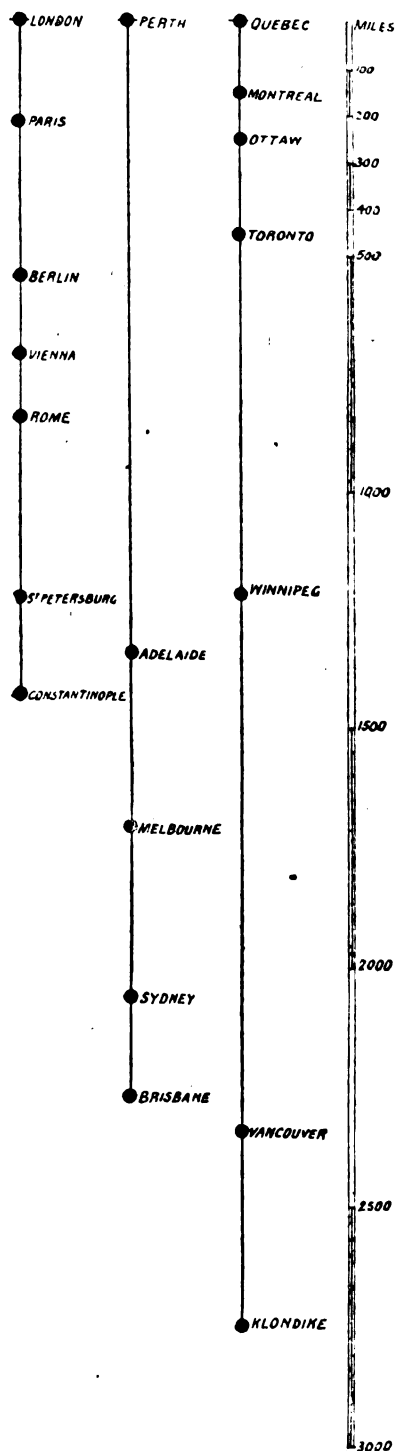 LONDON
PARIS
BERLIN
VIENNA
ROME
ST PETERSBURG
CONSTANTINOPLE
PERTH
ADELAIDE
MELBOURNE
SYDNEY
BRISBANE
QUEBEC
MONTREAL
OTTAW
TORONTO
WINNIPEG
VANCOUVER
KLONDIKE
MILES
100
200
300
400
500
1000
1500
2000
2500
3000